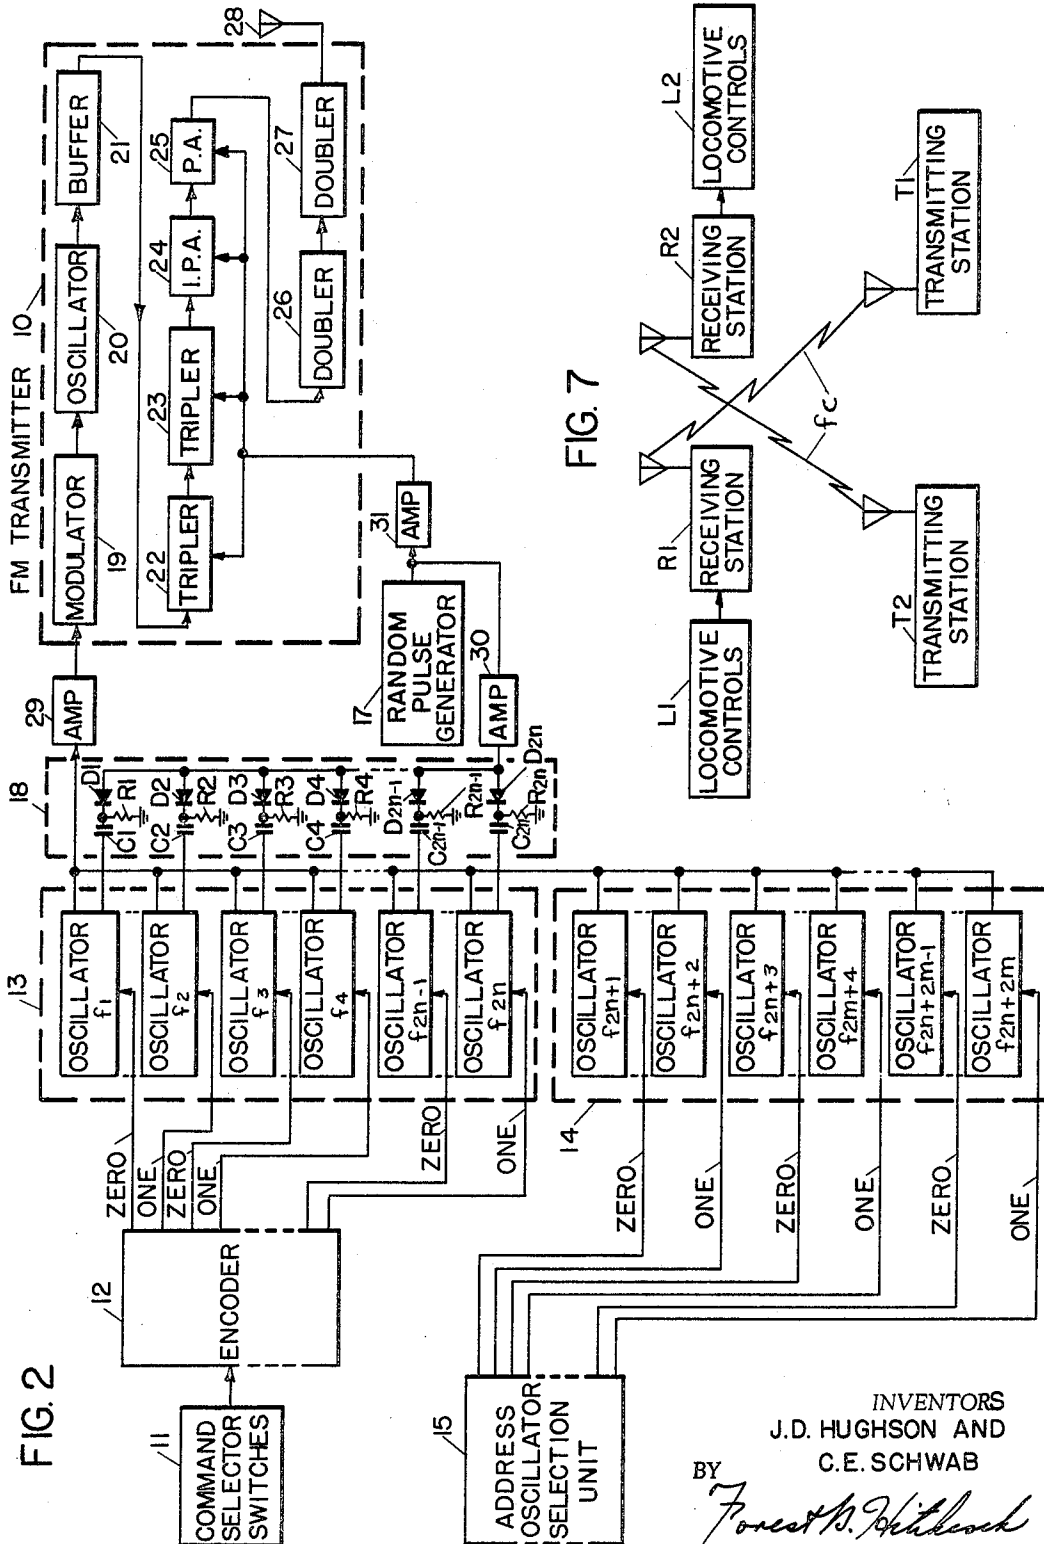 FIG. 2
11
COMMAND
SELECTOR
SWITCHES
12
ENCODER
ZERO
ONE
ZERO
ONE
ZERO
ONE
13
OSCILLATOR
f1
OSCILLATOR
f2
OSCILLATOR
f3
OSCILLATOR
f4
OSCILLATOR
f2n-1
OSCILLATOR
f2n
18
C1
D1
R1
C2
D2
R2
C3
D3
R3
C4
D4
R4
C2n-1
D2n-1
R2n-1
C2n
D2n
R2n
29
AMP
FM TRANSMITTER 10
MODULATOR
19
OSCILLATOR
20
BUFFER
21
22
TRIPLER
23
TRIPLER
24
I.P.A.
25
P.A.
26
DOUBLER
27
DOUBLER
28
17
RANDOM
PULSE
GENERATOR
30
AMP
31
AMP
15
ADDRESS
OSCILLATOR
SELECTION
UNIT
ZERO
ONE
ZERO
ONE
ZERO
ONE
14
OSCILLATOR
f2n+1
OSCILLATOR
f2n+2
OSCILLATOR
f2n+3
OSCILLATOR
f2m+4
OSCILLATOR
f2n+2m-1
OSCILLATOR
f2n+2m
FIG. 7
L1
LOCOMOTIVE
CONTROLS
R1
RECEIVING
STATION
R2
RECEIVING
STATION
L2
LOCOMOTIVE
CONTROLS
fc
T2
TRANSMITTING
STATION
T1
TRANSMITTING
STATION
INVENTORS
J.D. HUGHSON AND
C.E. SCHWAB
BY
Forest B. Hitchcock